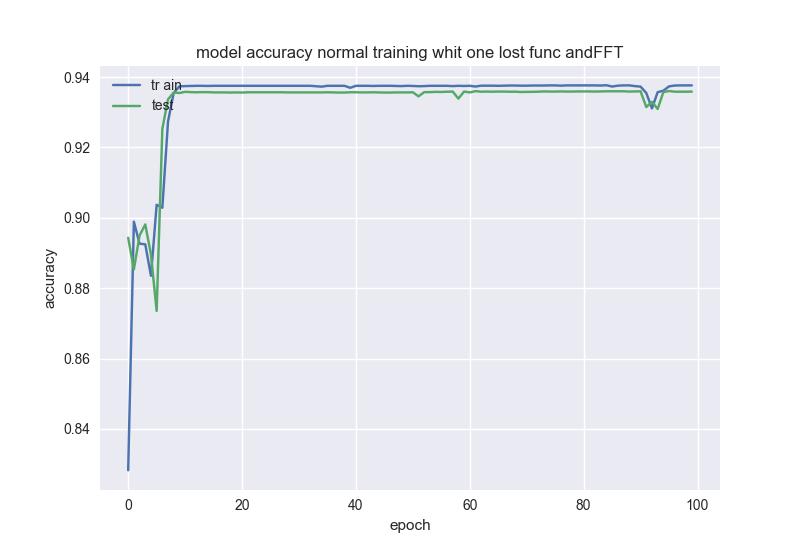 model accuracy normal training whit one lost func andFFT
0.94
tr ain
test
0.92
0.90
0.88
0.86
0.84
accuracy
0 20 40 60 80 100
epoch